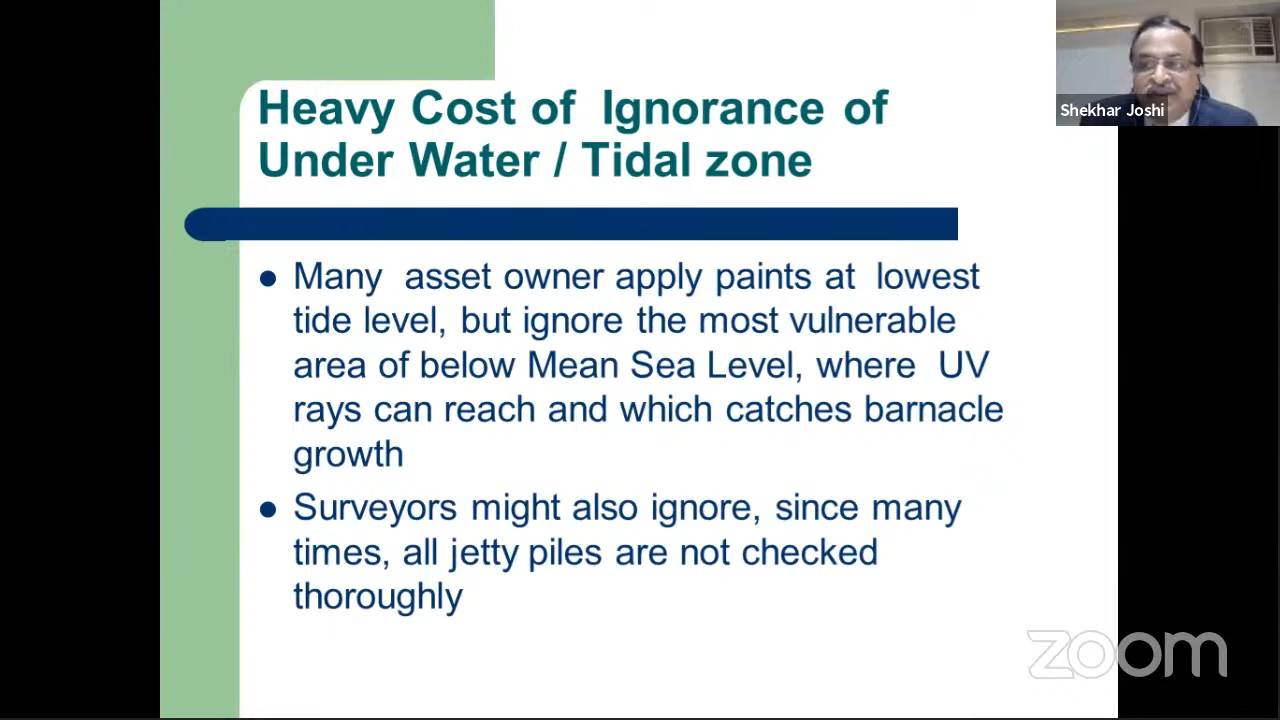 Heavy Cost of Ignorance of
Under Water / Tidal zone
Many asset owner apply paints at lowest
tide level, but ignore the most vulnerable
area of below Mean Sea Level, where UV
rays can reach and which catches barnacle
growth
Surveyors might also ignore, since many
times, all jetty piles are not checked
thoroughly
Shekhar Joshi
zoom